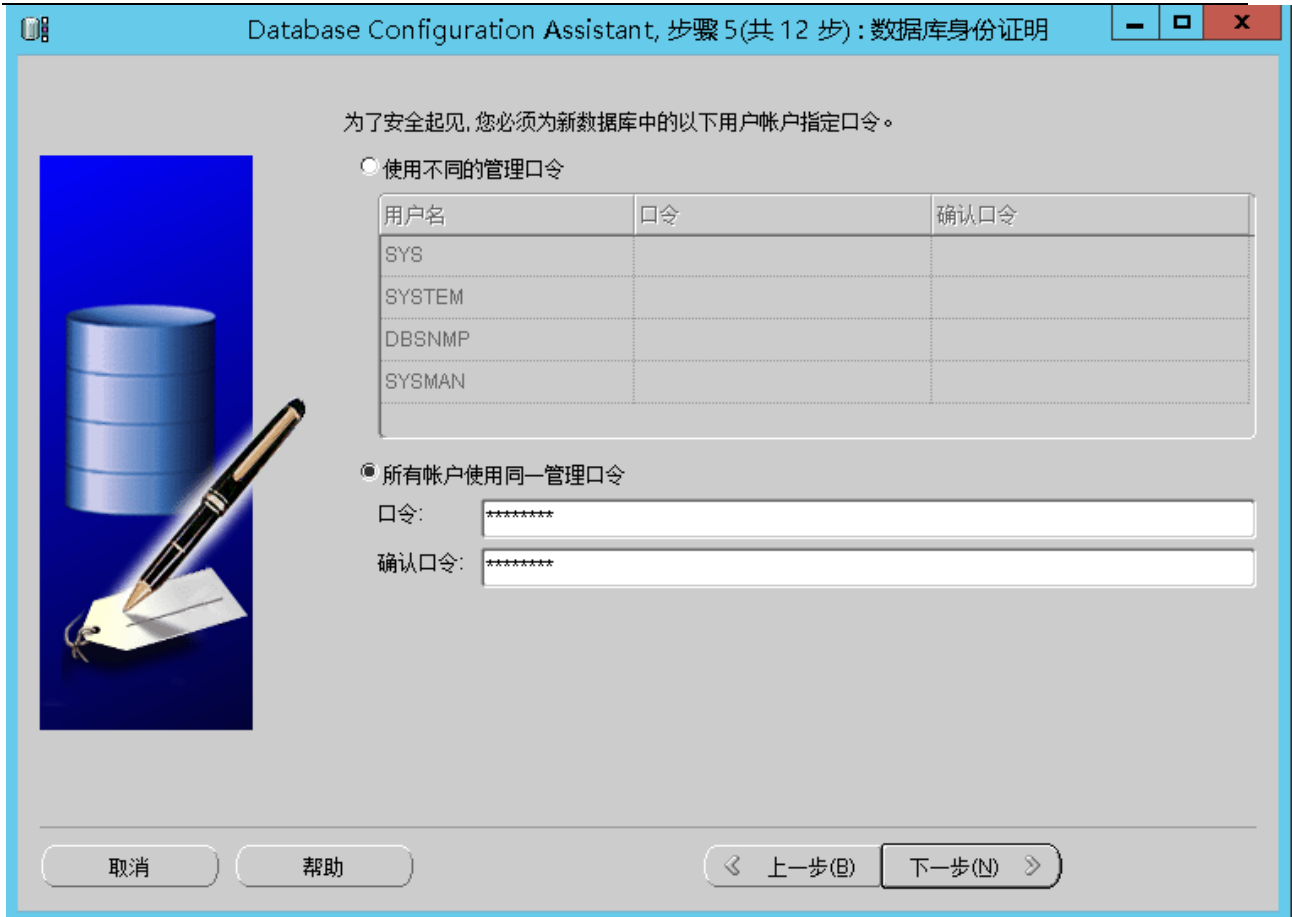 Database Configuration Assistant, 步骤 5(共 12 步) : 数据库身份证明
为了安全起见, 您必须为新数据库中的以下用户帐户指定口令。
使用不同的管理口令
用户名 口令 确认口令
SYS
SYSTEM
DBSNMP
SYSMAN
所有帐户使用同一管理口令
口令: ********
确认口令: ********
取消 帮助 上一步(B) 下一步(N)